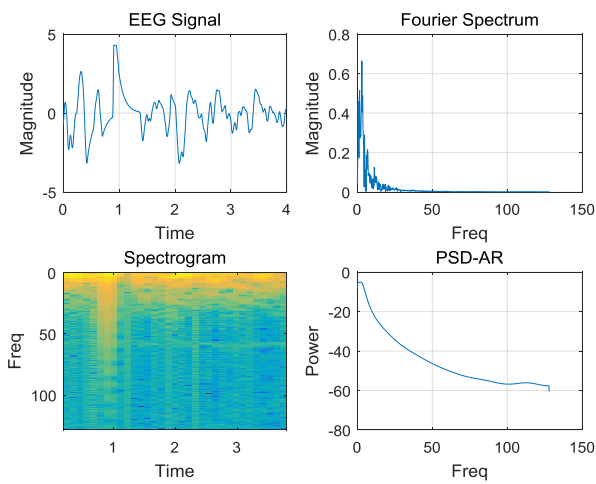 EEG Signal
5
0
-5
Magnitude
0 1 2 3 4
Time
Fourier Spectrum
0.8
0.6
0.4
0.2
0
Magnitude
0 50 100 150
Freq
Spectrogram
0
50
100
Freq
1 2 3
Time
PSD-AR
0
-20
-40
-60
-80
Power
0 50 100 150
Freq